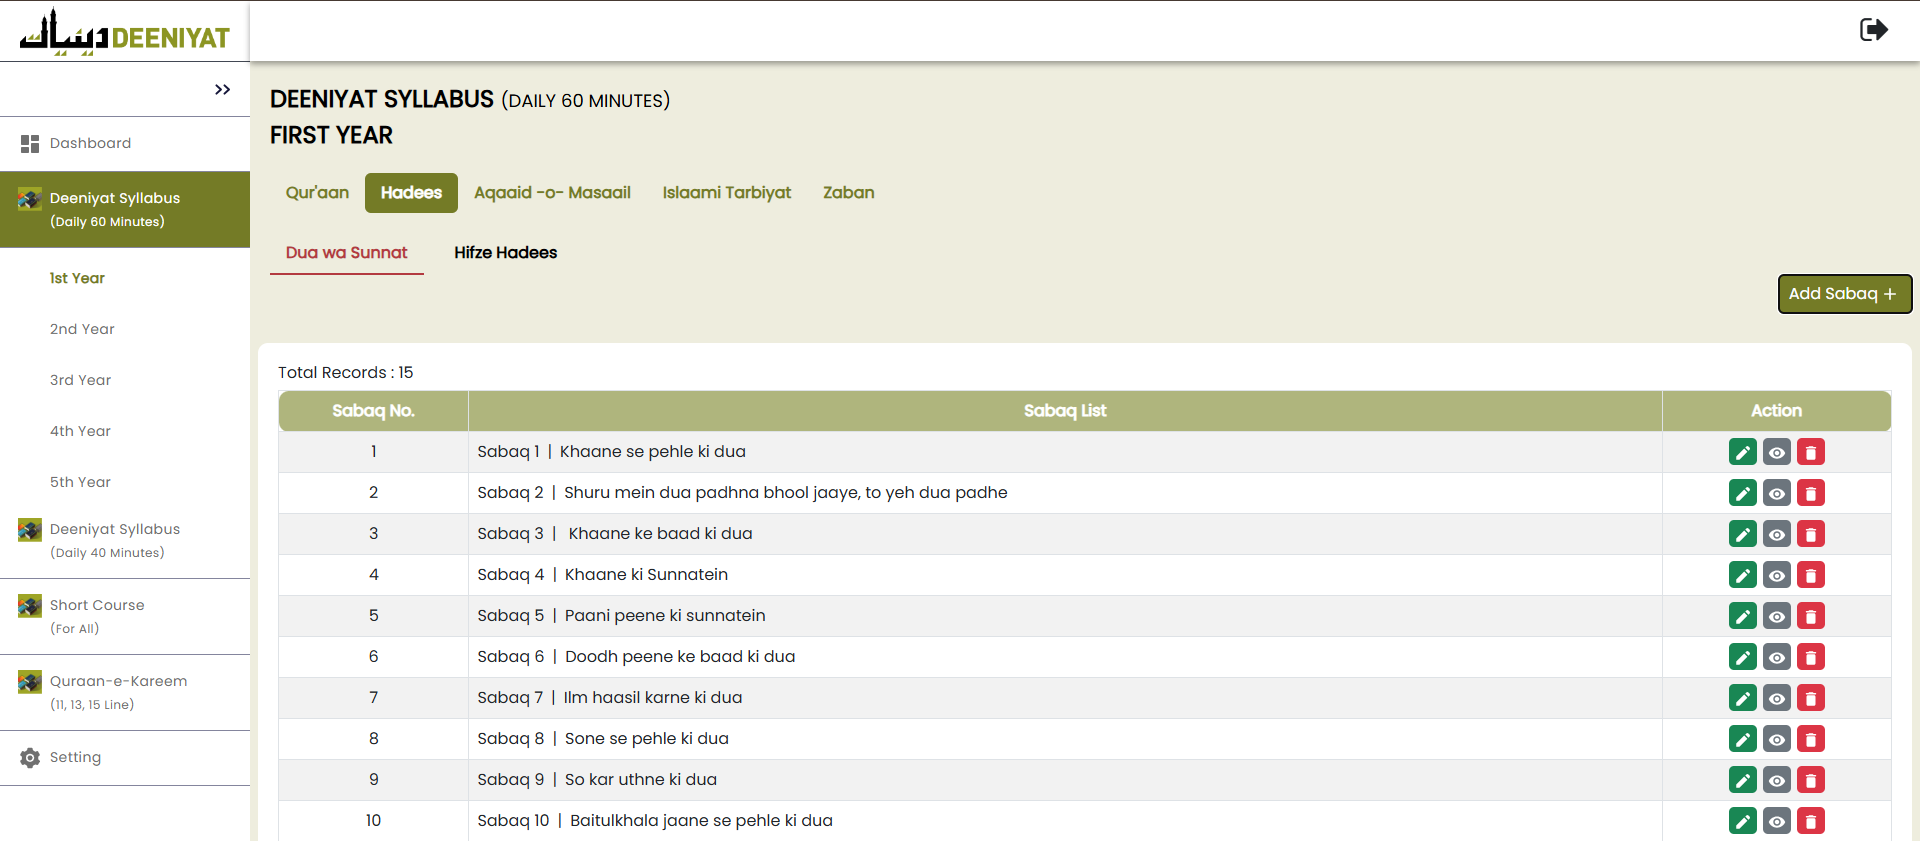 دینیات DEENIYAT
Dashboard
Deeniyat Syllabus
(Daily 60 Minutes)
1st Year
2nd Year
3rd Year
4th Year
5th Year
Deeniyat Syllabus
(Daily 40 Minutes)
Short Course
(For All)
Quraan-e-Kareem
(11, 13, 15 Line)
Setting
DEENIYAT SYLLABUS (DAILY 60 MINUTES)
FIRST YEAR
Qur'aan Hadees Aqaaid -o- Masaail Islaami Tarbiyat Zaban
Dua wa Sunnat Hifze Hadees
Add Sabaq +
Total Records : 15
Sabaq No. Sabaq List Action
1 Sabaq 1 | Khaane se pehle ki dua
2 Sabaq 2 | Shuru mein dua padhna bhool jaaye, to yeh dua padhe
3 Sabaq 3 | Khaane ke baad ki dua
4 Sabaq 4 | Khaane ki Sunnatein
5 Sabaq 5 | Paani peene ki sunnatein
6 Sabaq 6 | Doodh peene ke baad ki dua
7 Sabaq 7 | Ilm haasil karne ki dua
8 Sabaq 8 | Sone se pehle ki dua
9 Sabaq 9 | So kar uthne ki dua
10 Sabaq 10 | Baitulkhala jaane se pehle ki dua